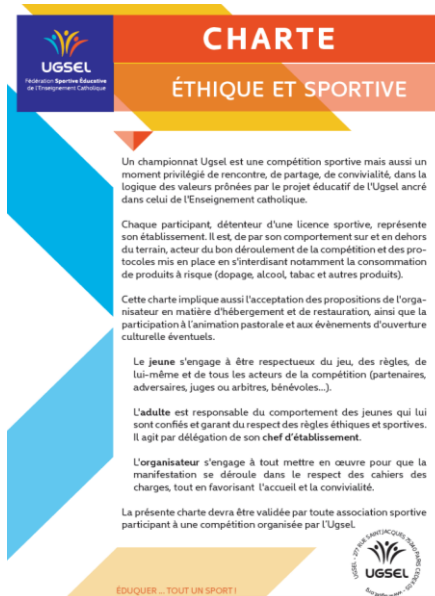 CHARTE
UGSEL
Fédération Sportive Éducative
de l'Enseignement Catholique
ÉTHIQUE ET SPORTIVE
Un championnat Ugsel est une compétition sportive mais aussi un
moment privilégié de rencontre, de partage, de convivialité, dans la
logique des valeurs prônées par le projet éducatif de l'Ugsel ancré
dans celui de l'Enseignement catholique.
Chaque participant, détenteur d'une licence sportive, représente
son établissement. Il est, de par son comportement sur et en dehors
du terrain, acteur du bon déroulement de la compétition et des pro-
tocoles mis en place en s'interdisant notamment la consommation
de produits à risque (dopage, alcool, tabac et autres produits).
Cette charte implique aussi l'acceptation des propositions de l'orga-
nisateur en matière d'hébergement et de restauration, ainsi que la
participation à l'animation pastorale et aux évènements d'ouverture
culturelle éventuels.
Le jeune s'engage à être respectueux du jeu, des règles, de
lui-même et de tous les acteurs de la compétition (partenaires,
adversaires, juges ou arbitres, bénévoles...).
L'adulte est responsable du comportement des jeunes qui lui
sont confiés et garant du respect des règles éthiques et sportives.
Il agit par délégation de son chef d'établissement.
L'organisateur s'engage à tout mettre en œuvre pour que la
manifestation se déroule dans le respect des cahiers des
charges, tout en favorisant l'accueil et la convivialité.
La présente charte devra être validée par toute association sportive
participant à une compétition organisée par l'Ugsel.
UGSEL - 277 RUE SAINT JACQUES 75240 PARIS CEDEX 05
UGSEL
ÉDUQUER ... TOUT UN SPORT !